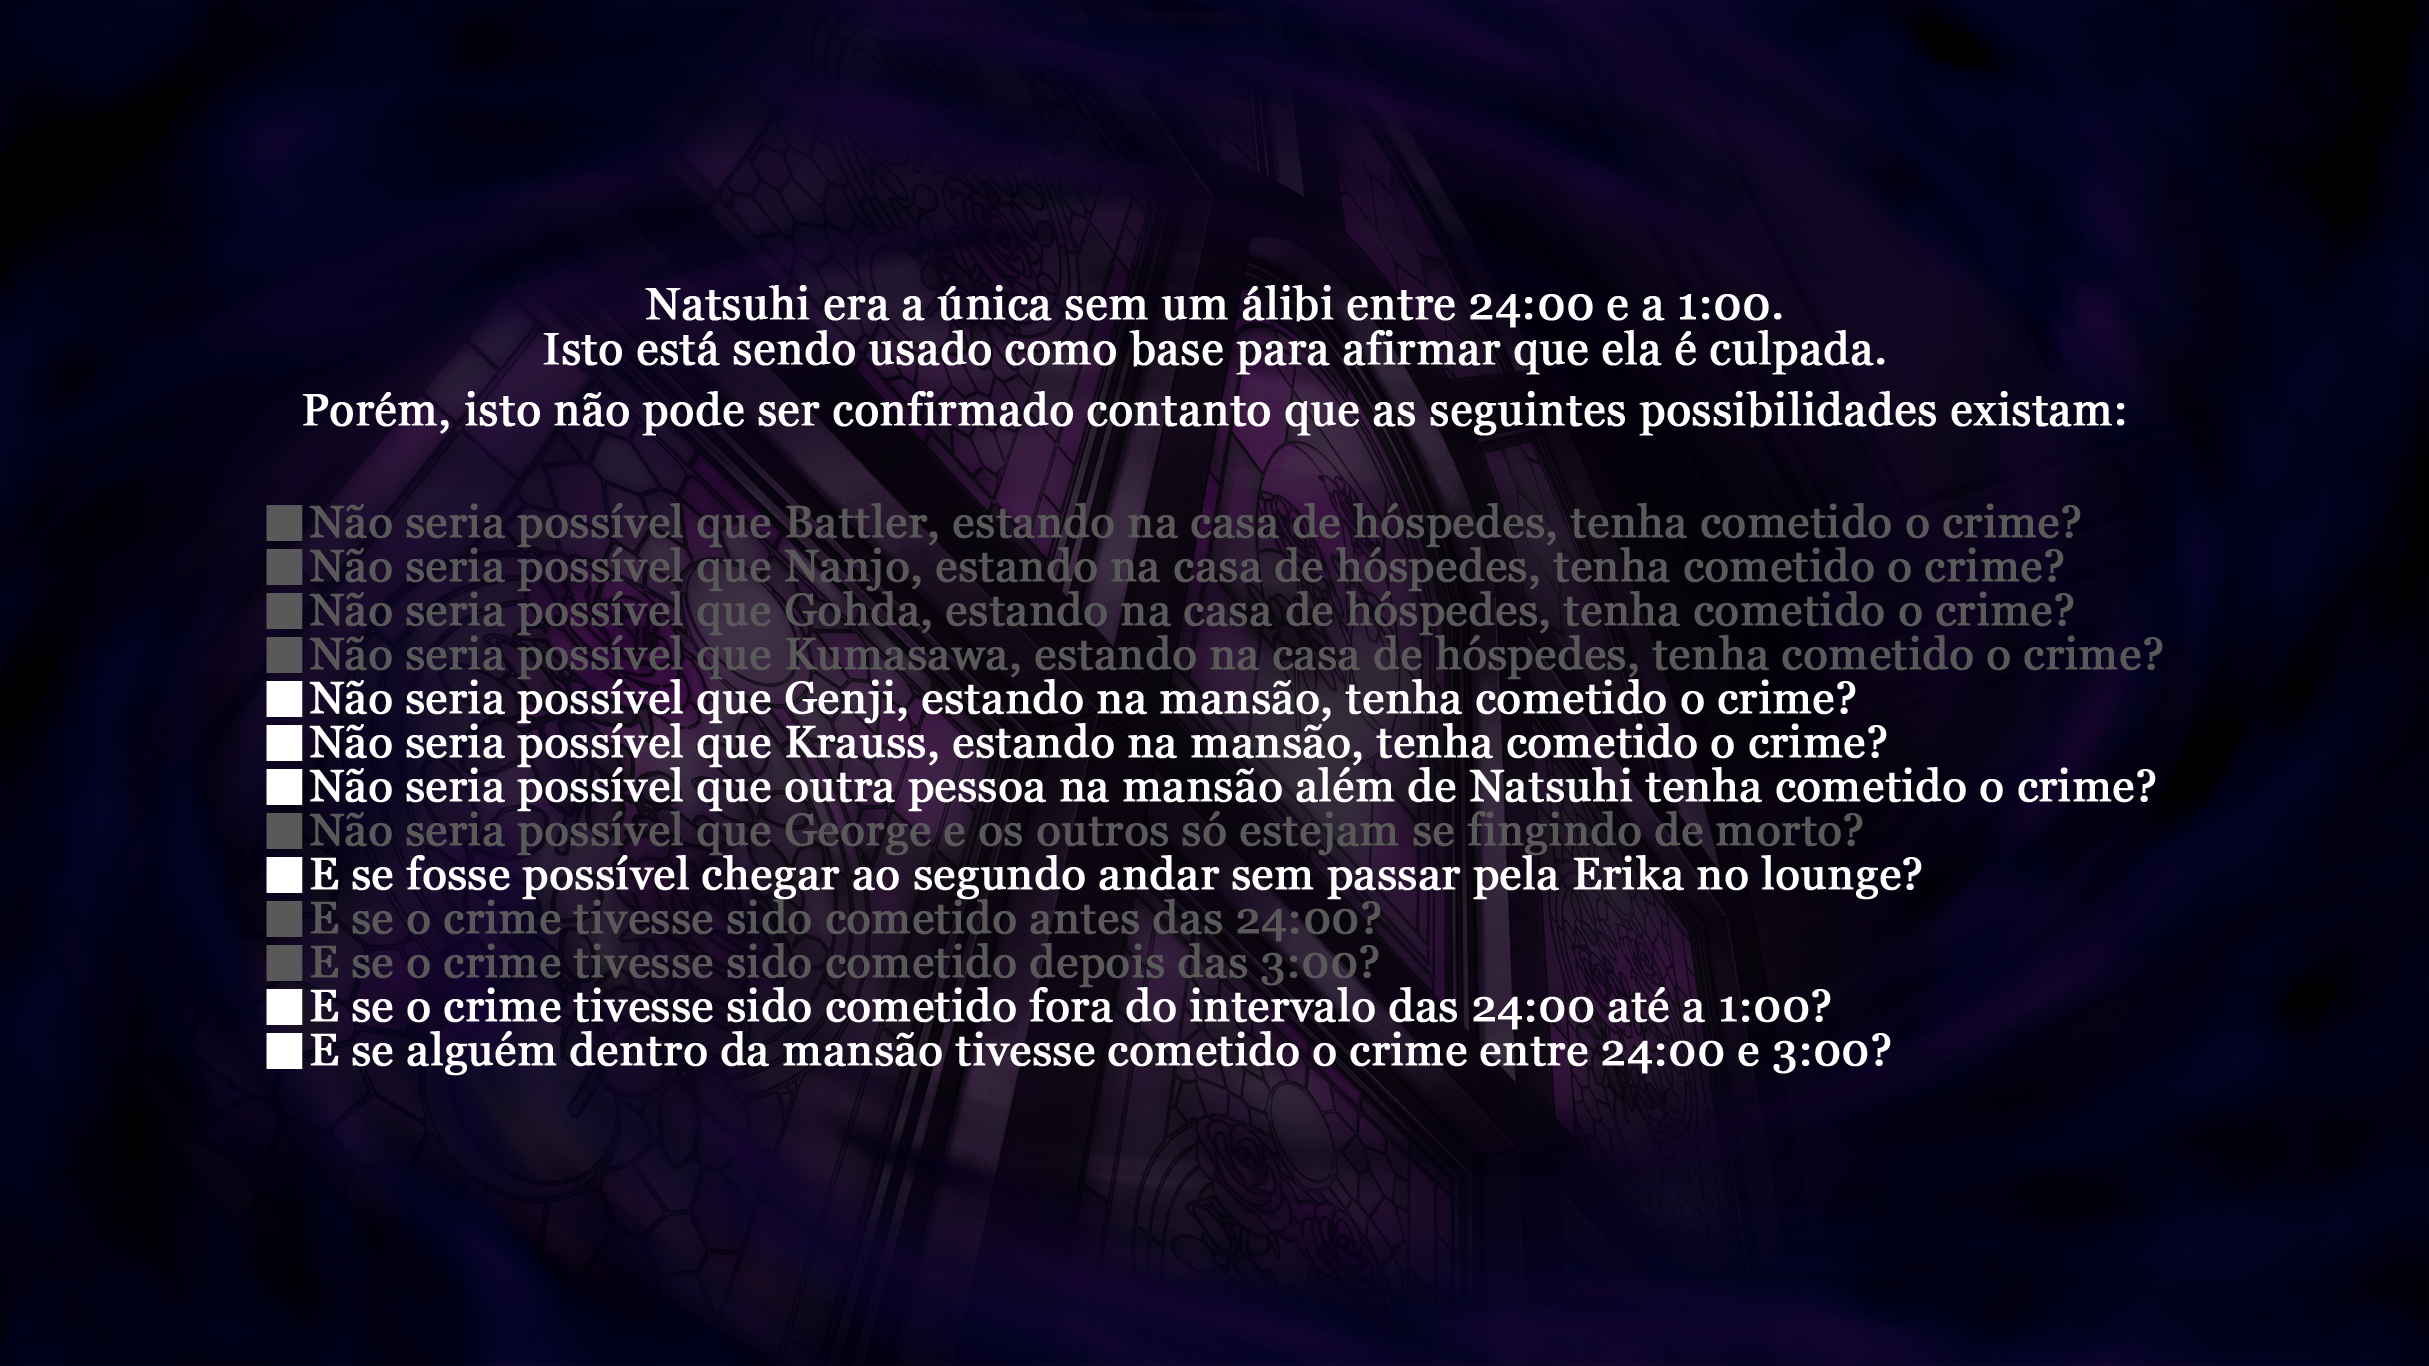 Natsuhi era a única sem um álibi entre 24:00 e a 1:00.
Isto está sendo usado como base para afirmar que ela é culpada.
Porém, isto não pode ser confirmado contanto que as seguintes possibilidades existam:
■Não seria possível que Battler, estando na casa de hóspedes, tenha cometido o crime?
■Não seria possível que Nanjo, estando na casa de hóspedes, tenha cometido o crime?
■Não seria possível que Gohda, estando na casa de hóspedes, tenha cometido o crime?
■Não seria possível que Kumasawa, estando na casa de hóspedes, tenha cometido o crime?
■Não seria possível que Genji, estando na mansão, tenha cometido o crime?
■Não seria possível que Krauss, estando na mansão, tenha cometido o crime?
■Não seria possível que outra pessoa na mansão além de Natsuhi tenha cometido o crime?
■Não seria possível que George e os outros só estejam se fingindo de morto?
■E se fosse possível chegar ao segundo andar sem passar pela Erika no lounge?
■E se o crime tivesse sido cometido antes das 24:00?
■E se o crime tivesse sido cometido depois das 3:00?
■E se o crime tivesse sido cometido fora do intervalo das 24:00 até a 1:00?
■E se alguém dentro da mansão tivesse cometido o crime entre 24:00 e 3:00?